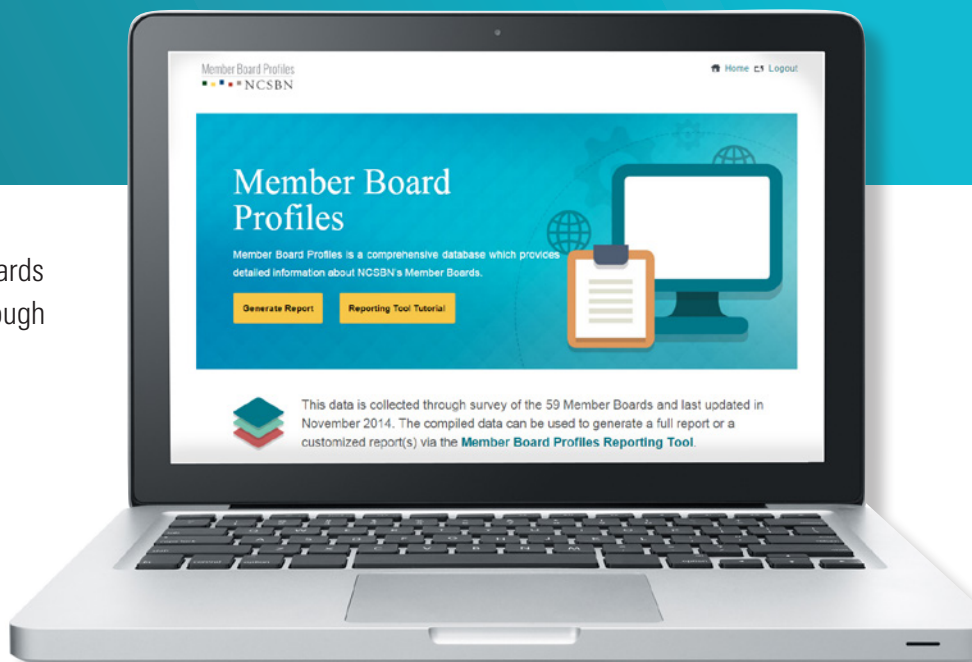 Member Board Profiles
NCSBN
Home
Logout
Member Board
Profiles
Member Board Profiles is a comprehensive database which provides
detailed information about NCSBN's Member Boards.
Generate Report
Reporting Tool Tutorial
This data is collected through survey of the 59 Member Boards and last updated in
November 2014. The compiled data can be used to generate a full report or a
customized report(s) via the Member Board Profiles Reporting Tool.
ards
ough